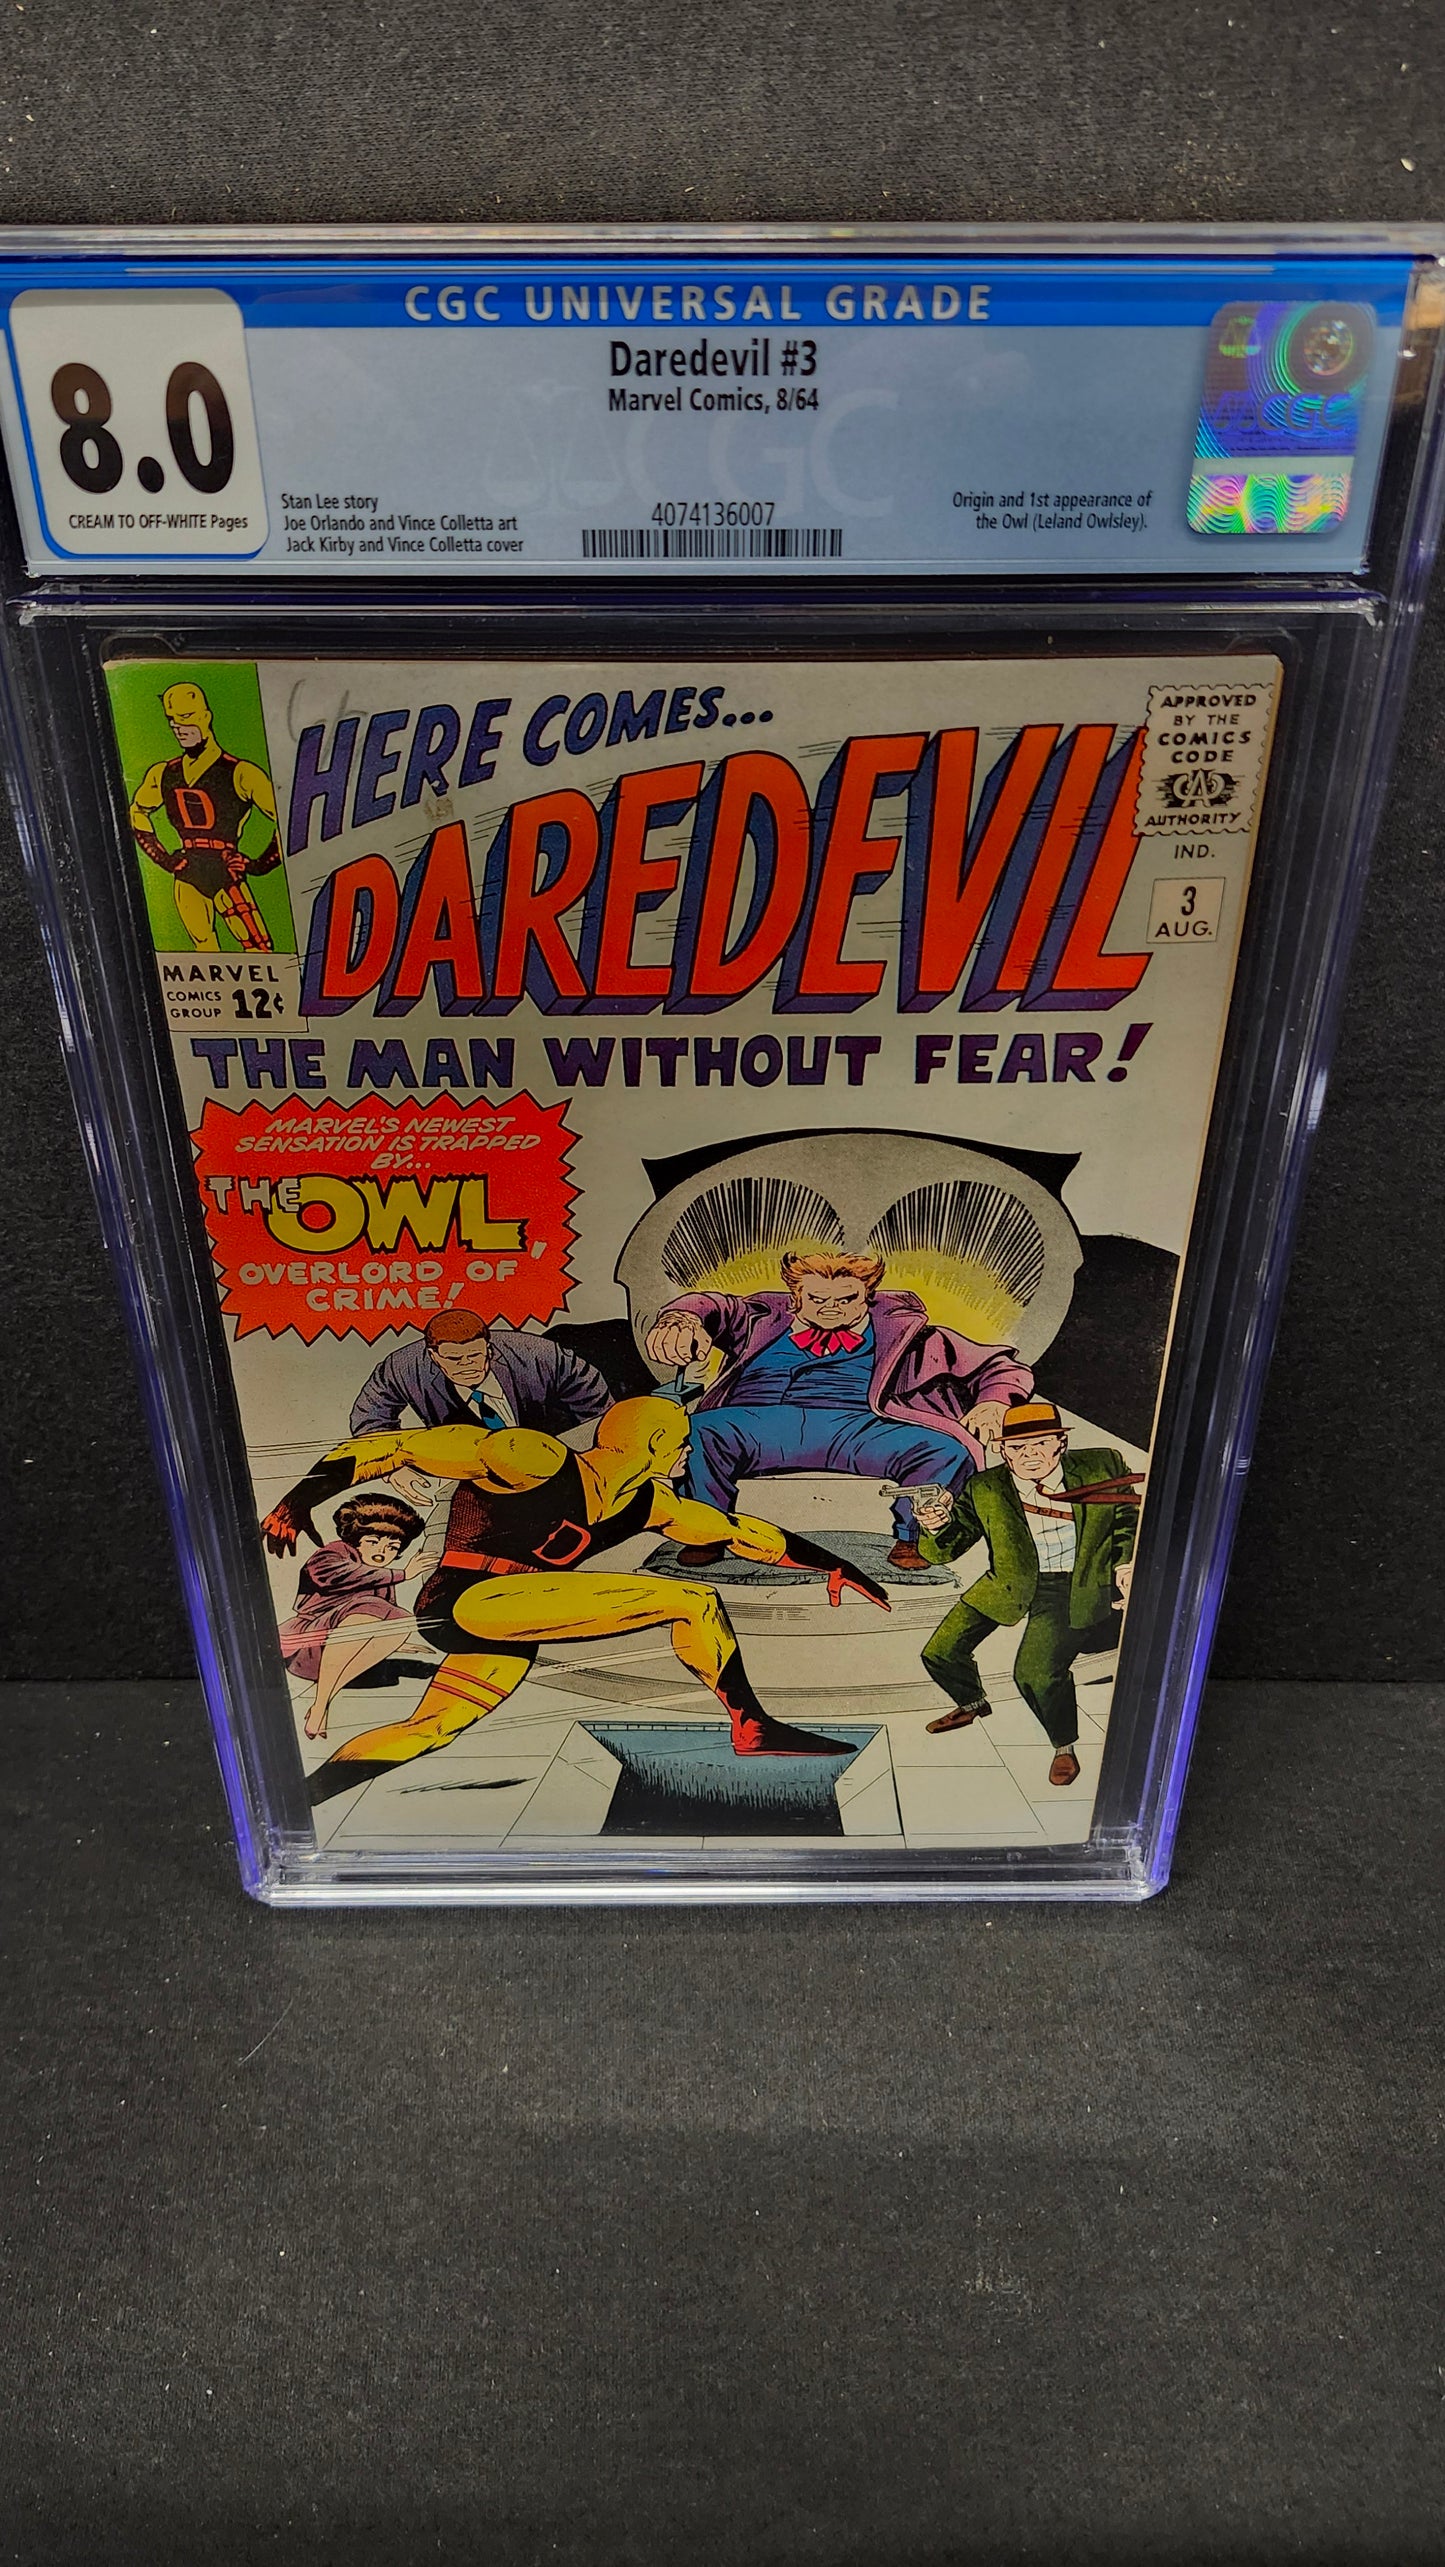 CGC UNIVERSAL GRADE
8.0
CREAM TO OFF-WHITE Pages
Daredevil #3
Marvel Comics, 8/64
Stan Lee story
Joe Orlando and Vince Colletta art
Jack Kirby and Vince Colletta cover
4074136007
Origin and 1st appearance of
the Owl (Leland Owlsley).
CGC
CGC
D
MARVEL
COMICS
GROUP
12¢
HERE COMES...
DAREDEVIL
THE MAN WITHOUT FEAR!
APPROVED
BY THE
COMICS
CODE
CA
AUTHORITY
IND.
3
AUG.
MARVEL'S NEWEST
SENSATION IS TRAPPED
BY...
THE OWL,
OVERLORD OF
CRIME!
D